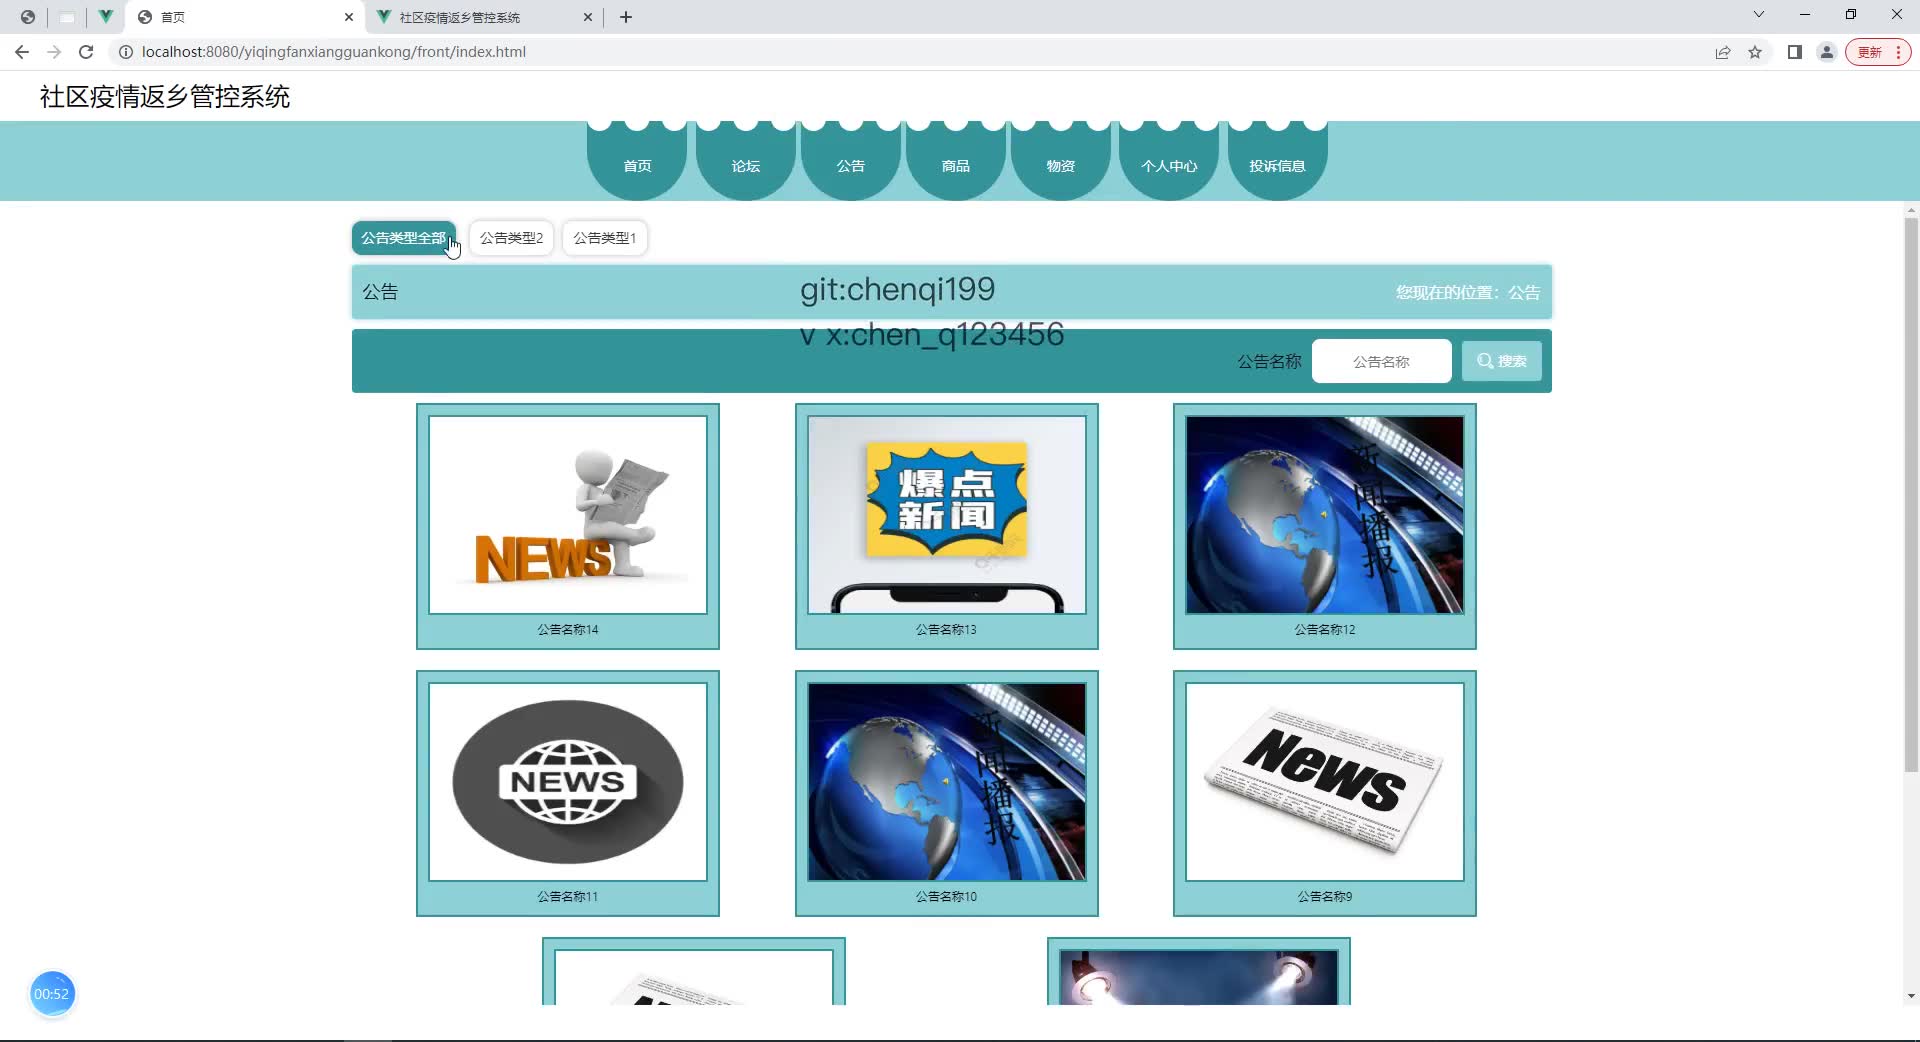 首页
社区疫情返乡管控系统
localhost:8080/yiqingfanxiangguankong/front/index.html
更新
社区疫情返乡管控系统
首页
论坛
公告
商品
物资
个人中心
投诉信息
公告类型全部
公告类型2
公告类型1
公告
git:chenqi199
您现在的位置：公告
v x:chen_q123456
公告名称
公告名称
搜索
NEWS
爆点
新闻
新闻播报
公告名称14
公告名称13
公告名称12
NEWS
新闻播报
News
公告名称11
公告名称10
公告名称9
00:52